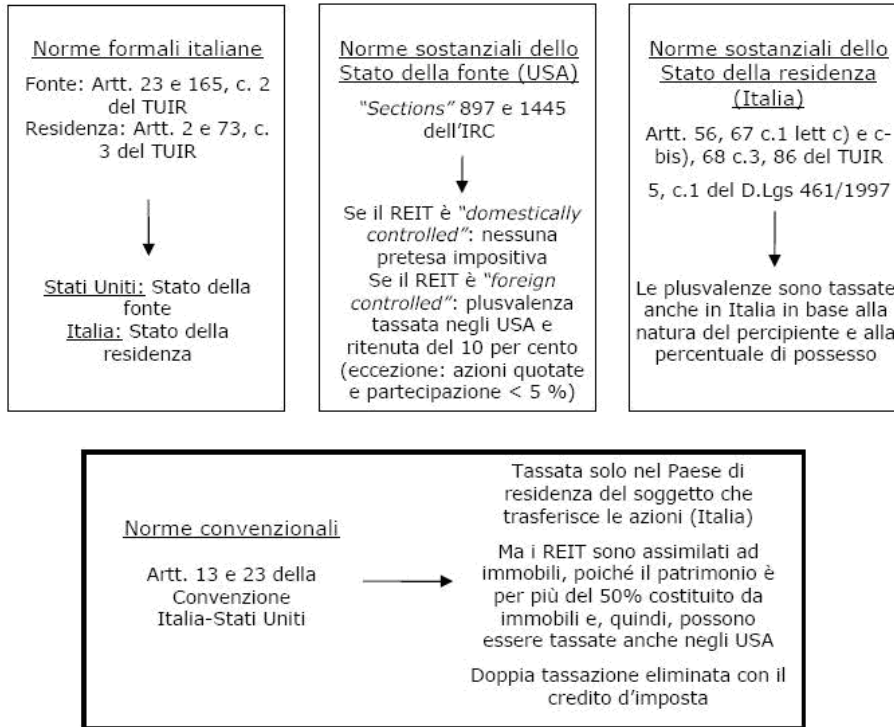 Norme formali italiane
Fonte: Artt. 23 e 165, c. 2
del TUIR
Residenza: Artt. 2 e 73, c.
3 del TUIR
Stati Uniti: Stato della
fonte
Italia: Stato della
residenza
Norme sostanziali dello
Stato della fonte (USA)
“Sections” 897 e 1445
dell’IRC
Se il REIT è “domestically
controlled”: nessuna
pretesa impositiva
Se il REIT è “foreign
controlled”: plusvalenza
tassata negli USA e
ritenuta del 10 per cento
(eccezione: azioni quotate
e partecipazione < 5 %)
Norme sostanziali dello
Stato della residenza
(Italia)
Artt. 56, 67 c.1 lett c) e c-
bis), 68 c.3, 86 del TUIR
5, c.1 del D.Lgs 461/1997
Le plusvalenze sono tassate
anche in Italia in base alla
natura del percipiente e alla
percentuale di possesso
Norme convenzionali
Artt. 13 e 23 della
Convenzione
Italia-Stati Uniti
Tassata solo nel Paese di
residenza del soggetto che
trasferisce le azioni (Italia)
Ma i REIT sono assimilati ad
immobili, poiché il patrimonio è
per più del 50% costituito da
immobili e, quindi, possono
essere tassate anche negli USA
Doppia tassazione eliminata con il
credito d’imposta